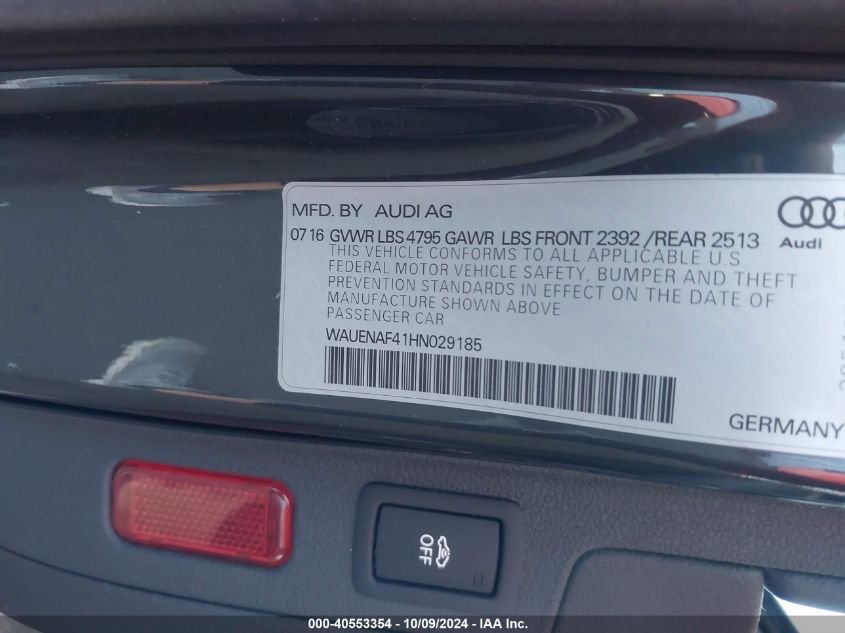 MFD. BY AUDI AG
07 16 GVWR LBS 4795 GAWR LBS FRONT 2392 /REAR 2513
THIS VEHICLE CONFORMS TO ALL APPLICABLE U.S.
FEDERAL MOTOR VEHICLE SAFETY, BUMPER AND THEFT
PREVENTION STANDARDS IN EFFECT ON THE DATE OF
MANUFACTURE SHOWN ABOVE
PASSENGER CAR
WAUENAF41HN029185
Audi
GERMANY
OFF
000-40553354 - 10/09/2024 - IAA Inc.